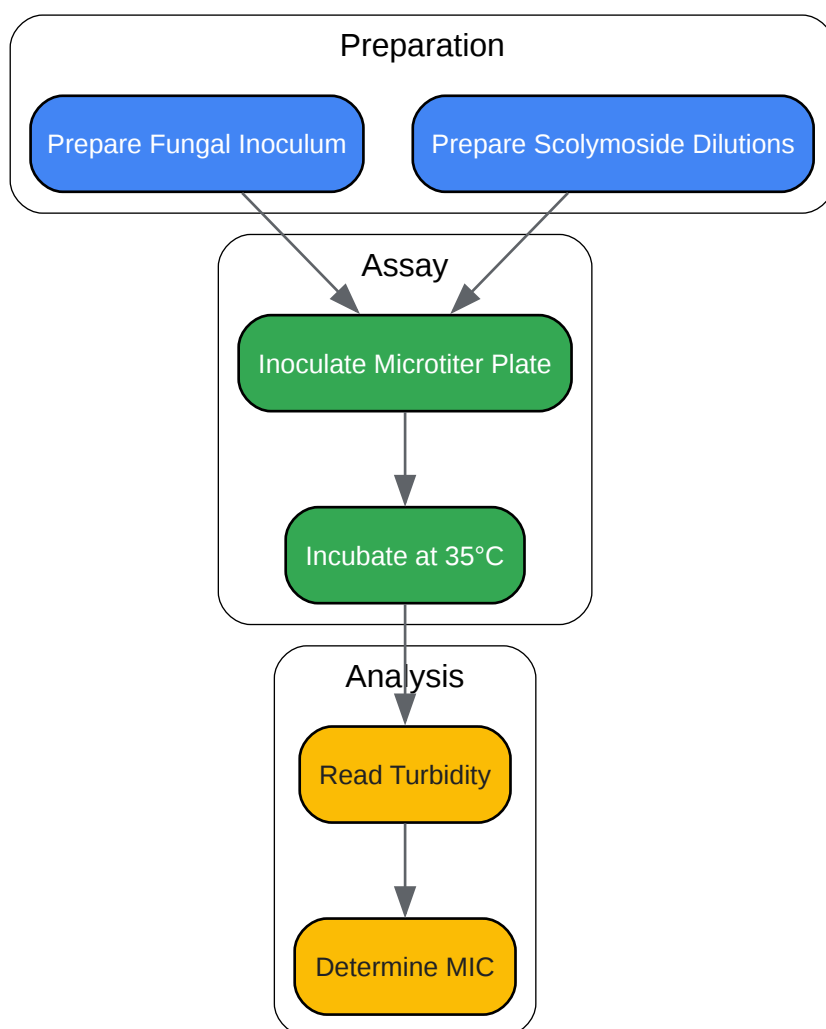 Preparation
Prepare Fungal Inoculum
Prepare Scolymoside Dilutions
Assay
Inoculate Microtiter Plate
Incubate at 35°C
Analysis
Read Turbidity
Determine MIC